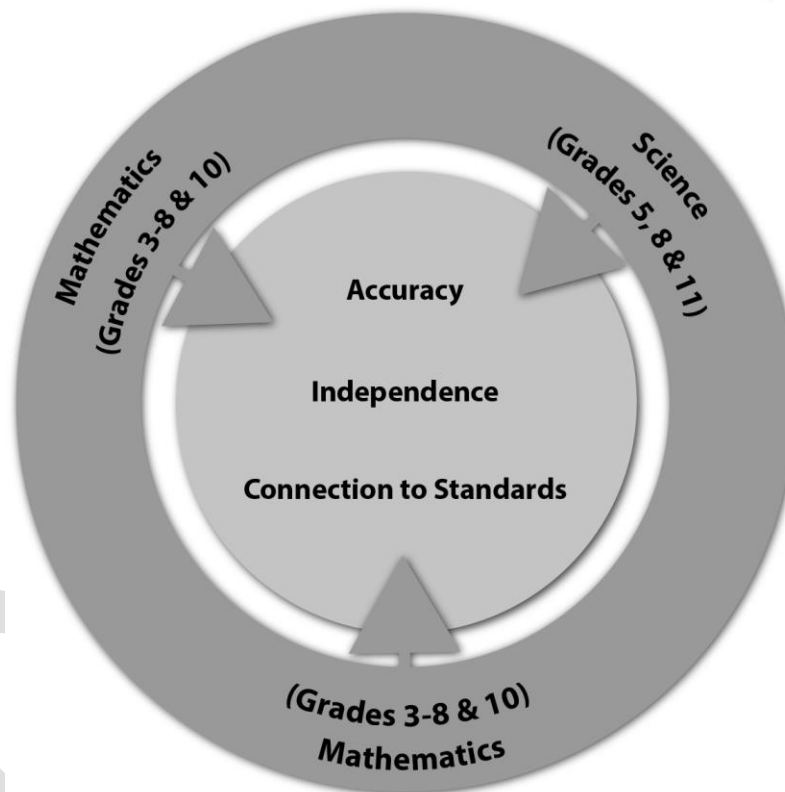 Mathematics
(Grades 3-8 & 10)
Science
(Grades 5, 8 & 11)
Accuracy
Independence
Connection to Standards
(Grades 3-8 & 10)
Mathematics